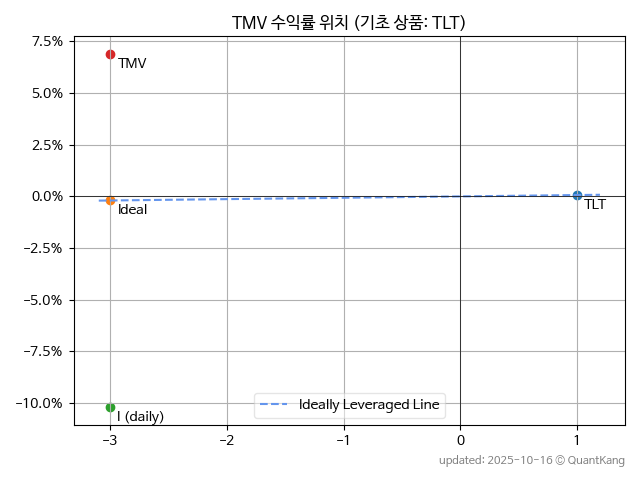 TMV 수익률 위치 (기초 상품: TLT)
7.5%
5.0%
2.5%
0.0%
−2.5%
−5.0%
−7.5%
−10.0%
TMV
Ideal
TLT
I (daily)
Ideally Leveraged Line
−3
−2
−1
0
1
updated: 2025-10-16 © QuantKang